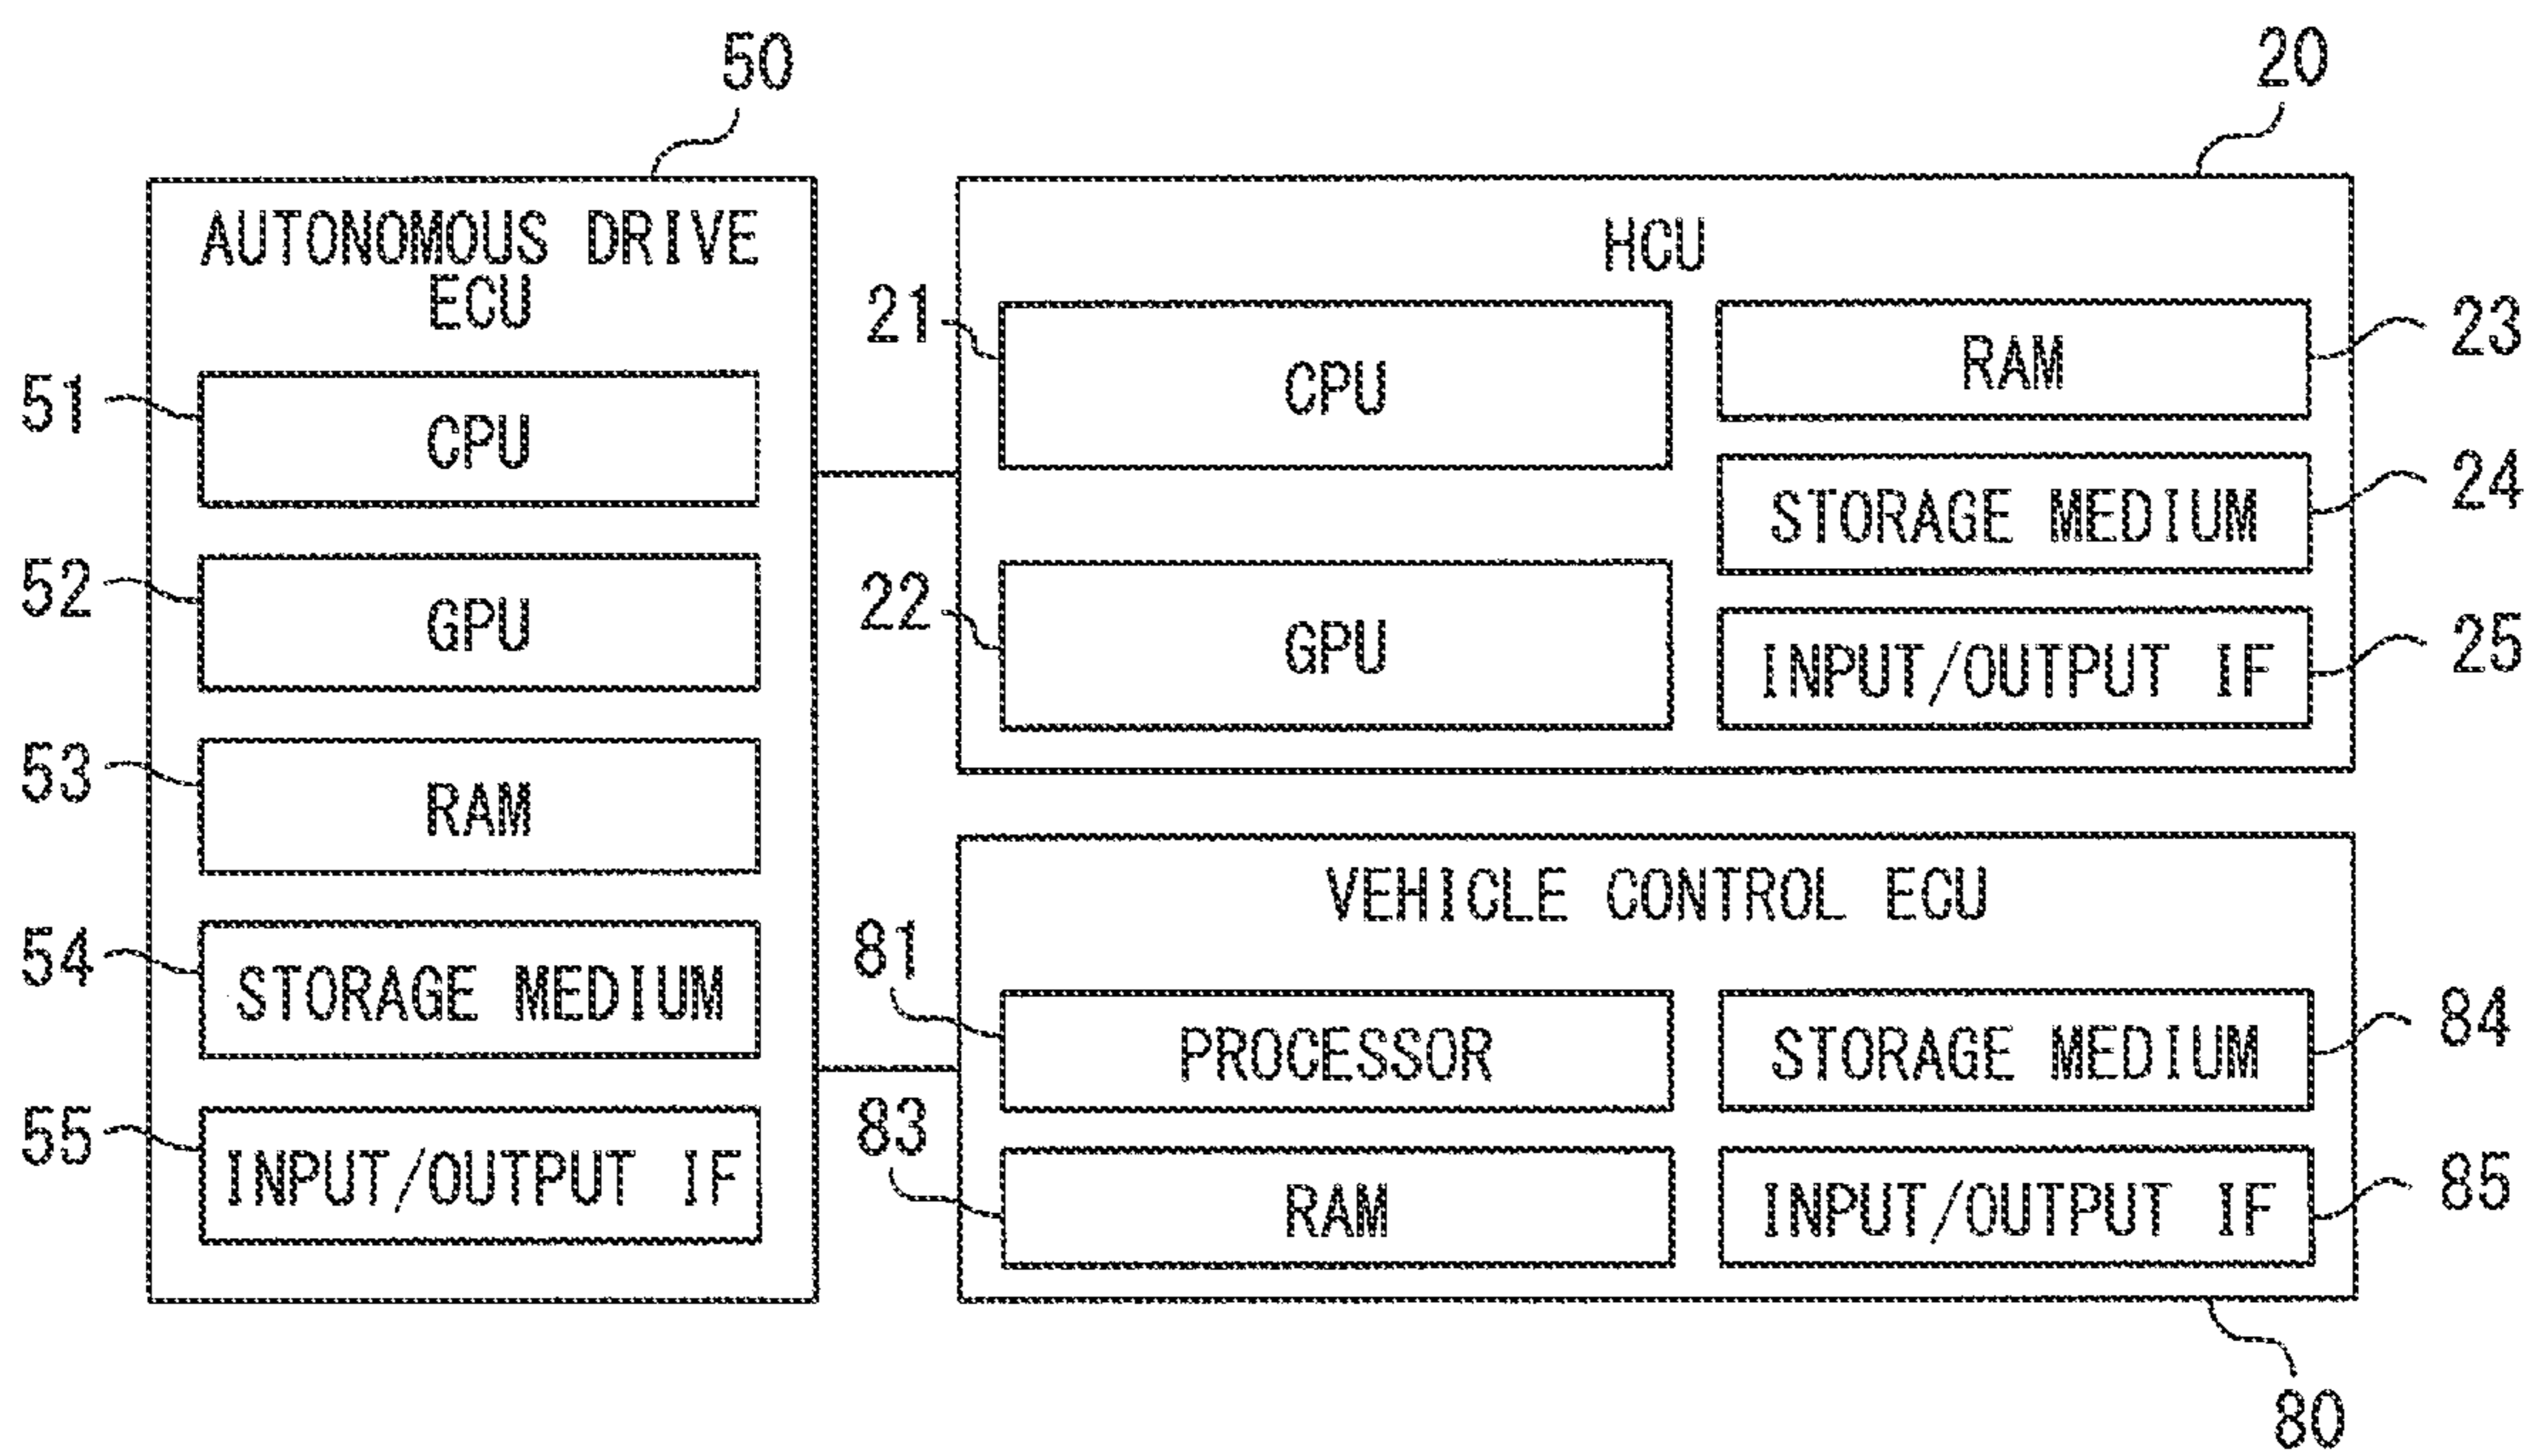 50
20
AUTONOMOUS DRIVE
ECU
51
CPU
52
GPU
53
RAM
54
STORAGE MEDIUM
55
INPUT/OUTPUT IF
HCU
21
CPU
22
GPU
23
RAM
24
STORAGE MEDIUM
25
INPUT/OUTPUT IF
VEHICLE CONTROL ECU
81
PROCESSOR
83
RAM
84
STORAGE MEDIUM
85
INPUT/OUTPUT IF
80